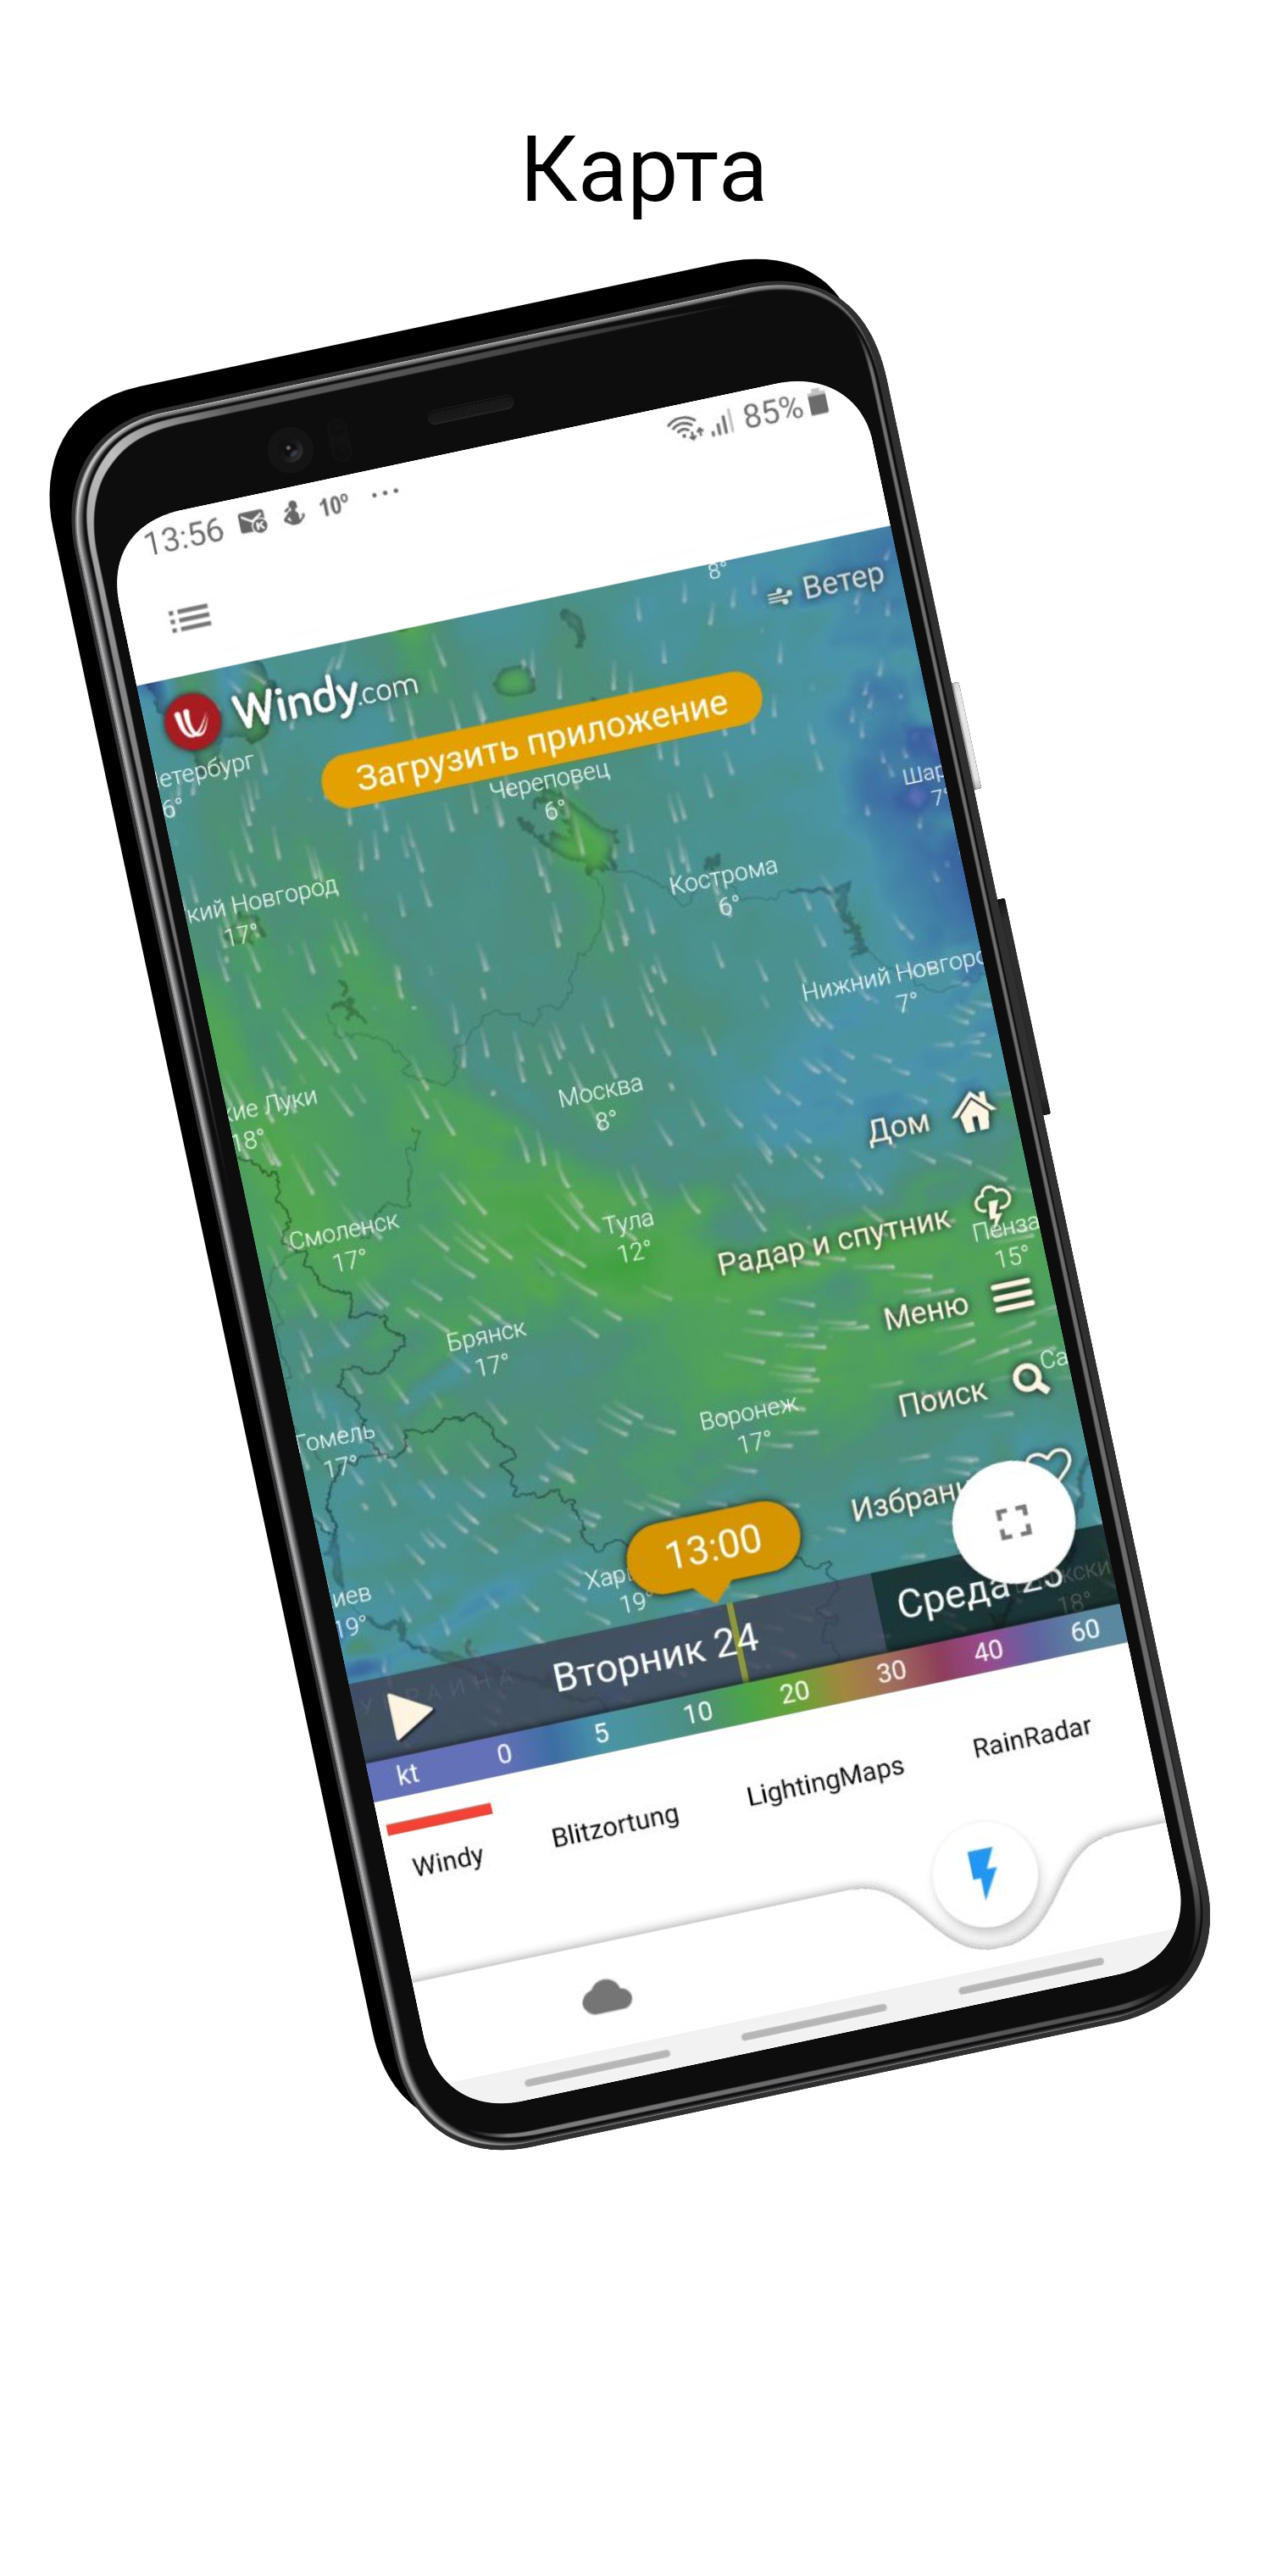 Карта
13:56 10° ... 85%
8°
Ветер
Windy.com
Загрузить приложение
етербург
6°
Череповец
6°
Шар
7°
кий Новгород
17°
Кострома
6°
Нижний Новгоро
7°
кие Луки
18°
Москва
8°
Дом
Смоленск
17°
Тула
12°
Радар и спутник
Пенза
15°
Меню
Брянск
17°
Са
Поиск
Воронеж
17°
Гомель
17°
Избранн
13:00
Хар
19°
иев
19°
Вторник 24
Среда 25
18°
kt 0 5 10 20 30 40 60
Windy
Blitzortung
LightingMaps
RainRadar